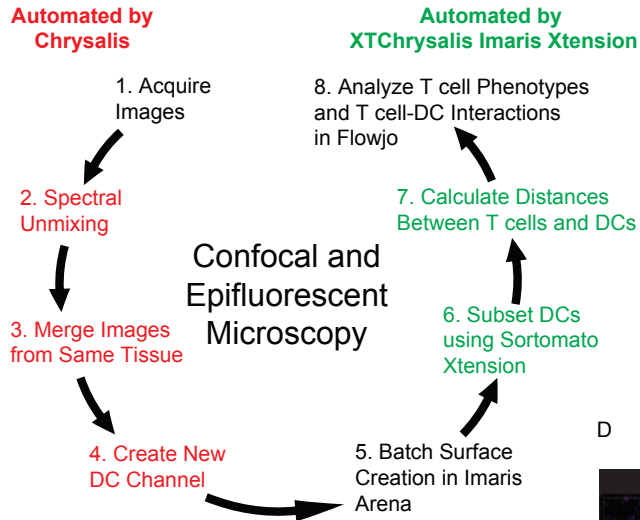 Automated by
Chrysalis
Automated by
XTChrysalis Imaris Xtension
1. Acquire
Images
8. Analyze T cell Phenotypes
and T cell-DC Interactions
in Flowjo
2. Spectral
Unmixing
7. Calculate Distances
Between T cells and DCs
Confocal and
Epifluorescent
Microscopy
3. Merge Images
from Same Tissue
6. Subset DCs
using Sortomato
Xtension
4. Create New
DC Channel
5. Batch Surface
Creation in Imaris
Arena
D